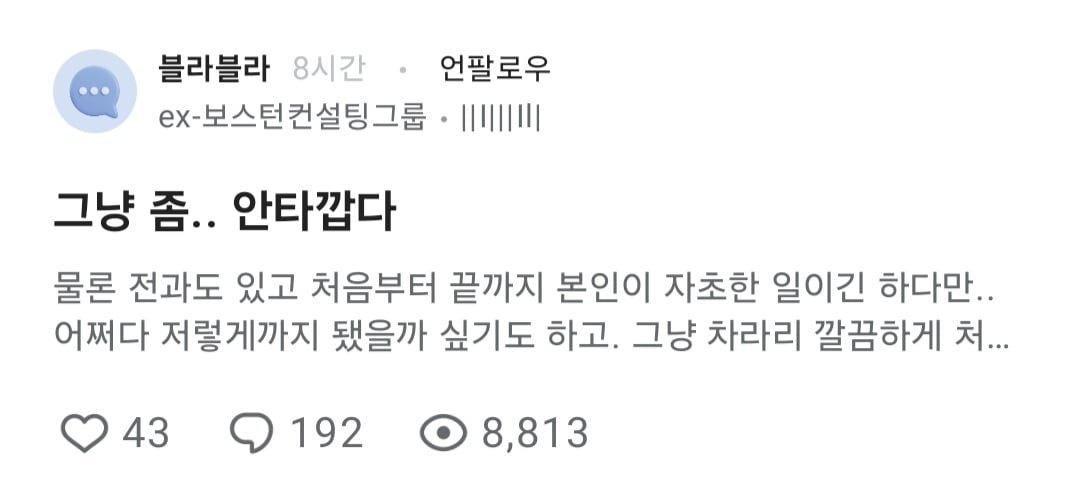 블라블라 8시간 • 언팔로우
ex-보스턴컨설팅그룹 • ||I|||I||
그냥 좀.. 안타깝다
물론 전과도 있고 처음부터 끝까지 본인이 자초한 일이긴 하다만..
어쩌다 저렇게까지 됐을까 싶기도 하고. 그냥 차라리 깔끔하게 처...
43 192 8,813